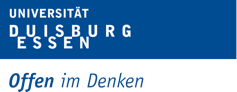 UNIVERSITÄT
DUISBURG
ESSEN
Offen im Denken